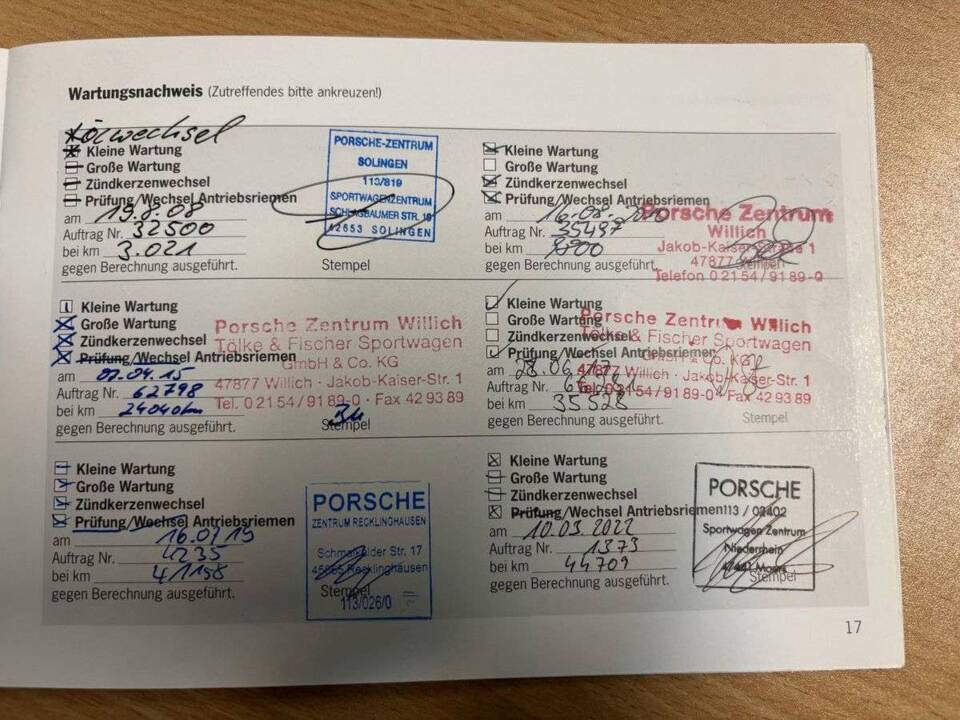 Wartungsnachweis (Zutreffendes bitte ankreuzen!)
Ölwechsel
Kleine Wartung
Große Wartung
Zündkerzenwechsel
Prüfung/Wechsel Antriebsriemen
am 19.8.08
Auftrag Nr. 32500
bei km 3.021
gegen Berechnung ausgeführt.
Stempel
PORSCHE-ZENTRUM
SOLINGEN
113/819
SPORTWAGENZENTRUM
SCHLAGBAUMER STR.
42653 SOLINGEN
Kleine Wartung
Große Wartung
Zündkerzenwechsel
Prüfung/Wechsel Antriebsriemen
am 16.08.
Auftrag Nr. 35497
bei km
gegen Berechnung ausgeführt.
Stempel
Porsche Zentrum
Willich
Jakob-Kaiser-Strasse 1
47877 Willich
Telefon 0 21 54 / 91 89-0
Kleine Wartung
Große Wartung
Zündkerzenwechsel
Prüfung/Wechsel Antriebsriemen
am 07.04.15
Auftrag Nr. 62798
bei km 24040km
gegen Berechnung ausgeführt.
Stempel
Porsche Zentrum Willich
Tölke & Fischer Sportwagen
GmbH & Co. KG
47877 Willich · Jakob-Kaiser-Str. 1
Tel. 0 21 54 / 91 89-0 · Fax 42 93 89
Kleine Wartung
Große Wartung
Zündkerzenwechsel
Prüfung/Wechsel Antriebsriemen
am 28.06.17
Auftrag Nr.
bei km 35528
gegen Berechnung ausgeführt.
Stempel
Porsche Zentrum Willich
Tölke & Fischer Sportwagen
GmbH & Co. KG
47877 Willich · Jakob-Kaiser-Str. 1
Tel. 0 21 54 / 91 89-0 · Fax 42 93 89
Kleine Wartung
Große Wartung
Zündkerzenwechsel
Prüfung/Wechsel Antriebsriemen
am 16.01.19
Auftrag Nr. 4235
bei km 41158
gegen Berechnung ausgeführt.
Stempel
PORSCHE
ZENTRUM RECKLINGHAUSEN
Schmalkalder Str. 17
45665 Recklinghausen
113/026/0
Kleine Wartung
Große Wartung
Zündkerzenwechsel
Prüfung/Wechsel Antriebsriemen
am 10.03.2022
Auftrag Nr. 1373
bei km 44709
gegen Berechnung ausgeführt.
Stempel
PORSCHE
113 / 02402
Sportwagen Zentrum
Niederrhein
47441 Moers
17